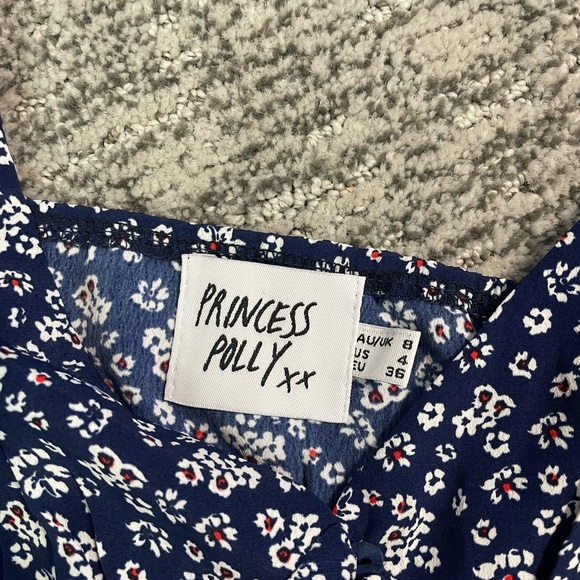 PRINCESS
POLLY xx
AU/UK 8
US 4
EU 36